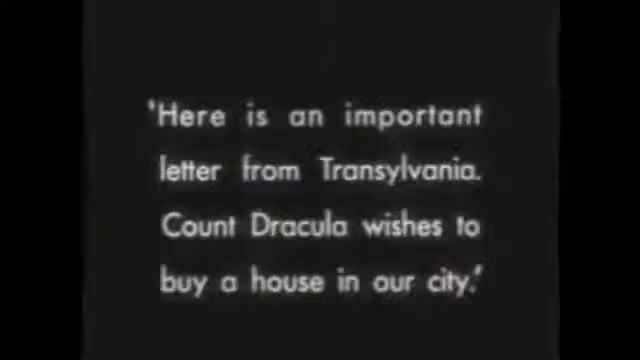 'Here is an important
letter from Transylvania.
Count Dracula wishes to
buy a house in our city.'